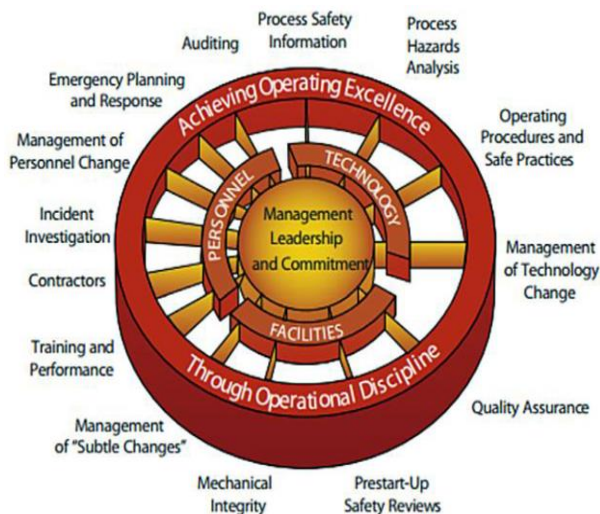 Process Safety
Information
Process
Hazards
Analysis
Auditing
Emergency Planning
and Response
Operating
Procedures and
Safe Practices
Management of
Personnel Change
Incident
Investigation
Contractors
Training and
Performance
Management
of "Subtle Changes"
Mechanical
Integrity
Prestart-Up
Safety Reviews
Quality Assurance
Management
of Technology
Change
Achieving Operating Excellence
Through Operational Discipline
PERSONNEL
TECHNOLOGY
FACILITIES
Management
Leadership
and Commitment